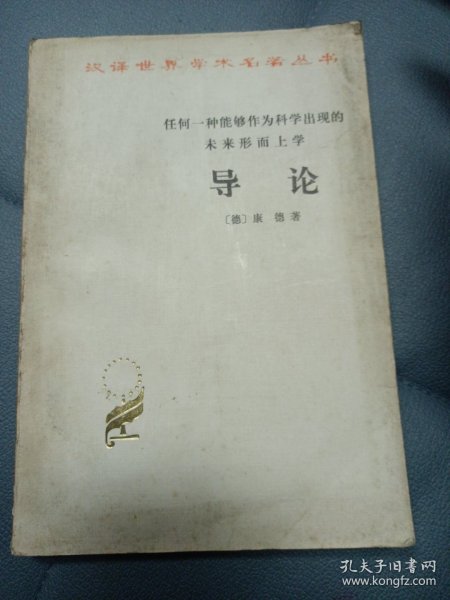 汉译世界学术名著丛书
任何一种能够作为科学出现的
未来形而上学
导论
〔德〕康德著
孔夫子旧书网
www.kongfz.com